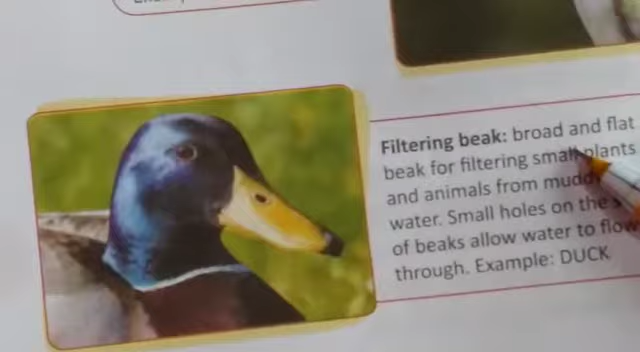 Filtering beak: broad and flat
beak for filtering small plants
and animals from muddy
water. Small holes on the
of beaks allow water to flow
through. Example: DUCK